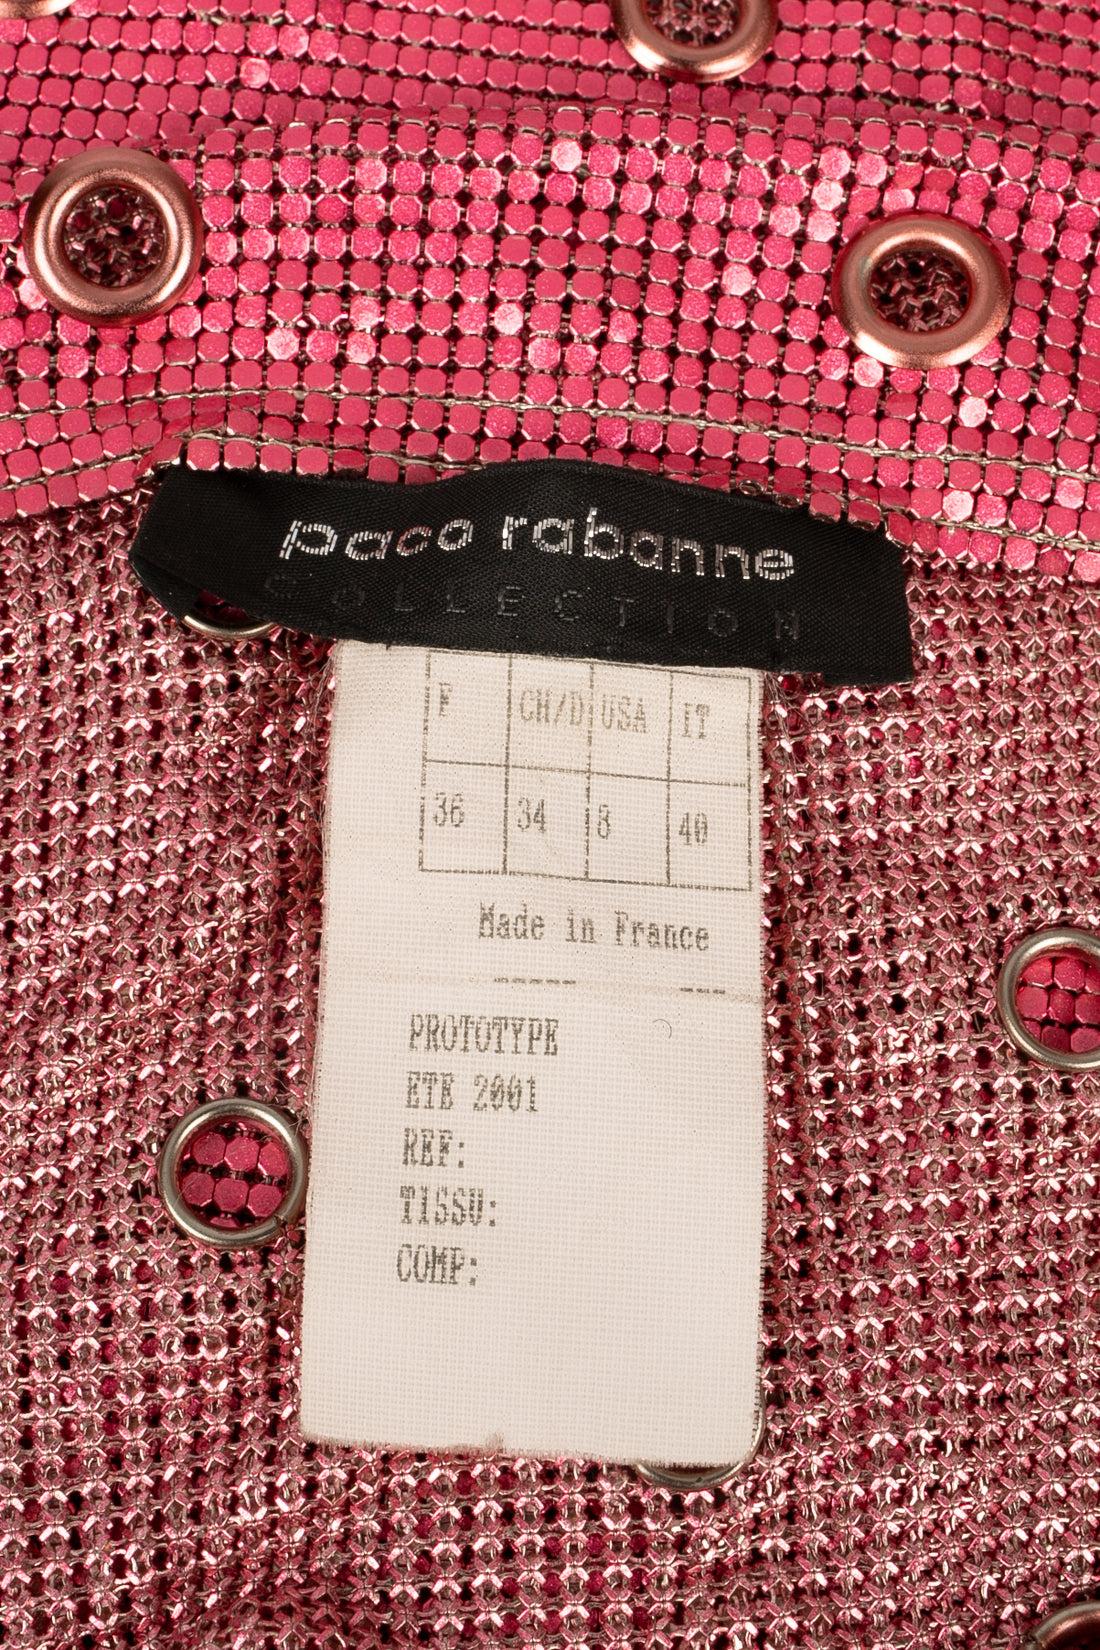 paco rabanne
COLLECTION
F CH/D USA IT
36 34 8 40
Made in France
----- ---
PROTOTYPE
ETE 2001
REF:
TISSU:
COMP: